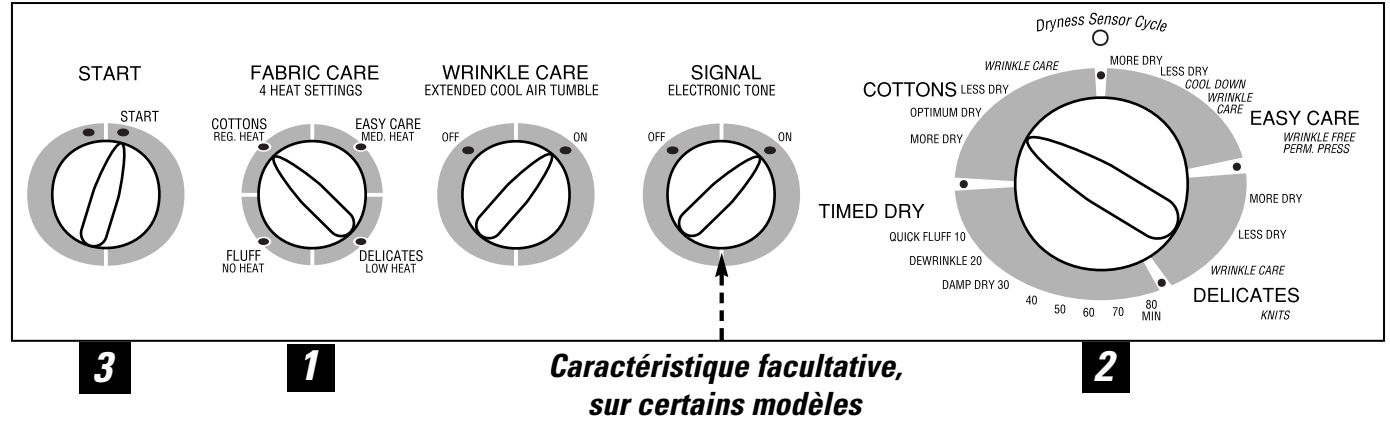 START
START
FABRIC CARE
4 HEAT SETTINGS
COTTONS
REG. HEAT
EASY CARE
MED. HEAT
FLUFF
NO HEAT
DELICATES
LOW HEAT
WRINKLE CARE
EXTENDED COOL AIR TUMBLE
OFF
ON
SIGNAL
ELECTRONIC TONE
OFF
ON
Dryness Sensor Cycle
WRINKLE CARE
COTTONS LESS DRY
OPTIMUM DRY
MORE DRY
MORE DRY
LESS DRY
COOL DOWN
WRINKLE
CARE
EASY CARE
WRINKLE FREE
PERM. PRESS
MORE DRY
LESS DRY
WRINKLE CARE
DELICATES
KNITS
TIMED DRY
QUICK FLUFF 10
DEWRINKLE 20
DAMP DRY 30
40
50
60
70
80
MIN
3
1
2
Caractéristique facultative,
sur certains modèles